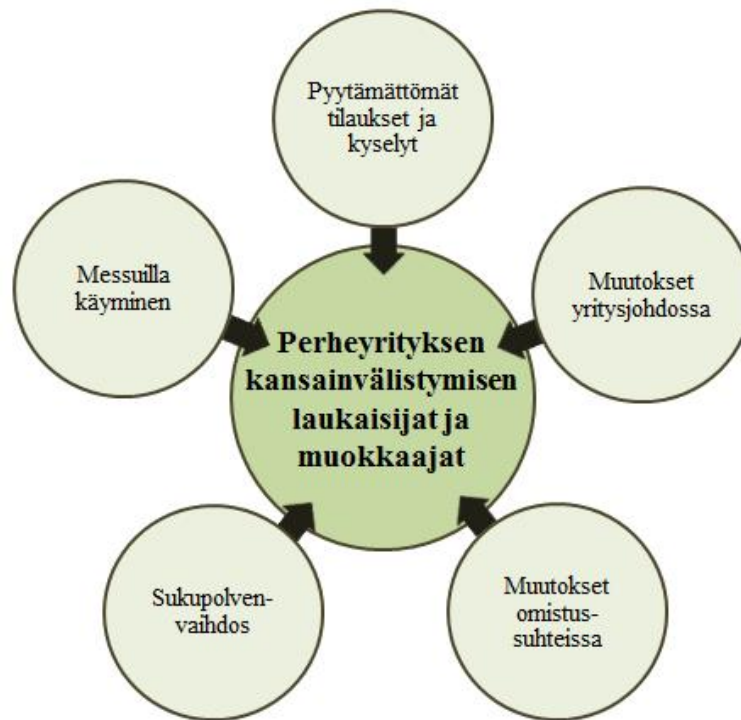 Pyytämättömät
tilaukset ja
kyselyt
Messuilla
käyminen
Muutokset
yritysjohdossa
Perheyrityksen
kansainvälistymisen
laukaisijat ja
muokkaajat
Sukupolven-
vaihdos
Muutokset
omistus-
suhteissa